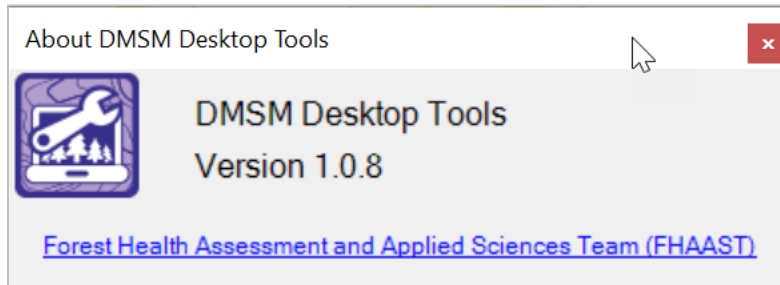 About DMSM Desktop Tools
DMSM Desktop Tools
Version 1.0.8
Forest Health Assessment and Applied Sciences Team (FHAAST)